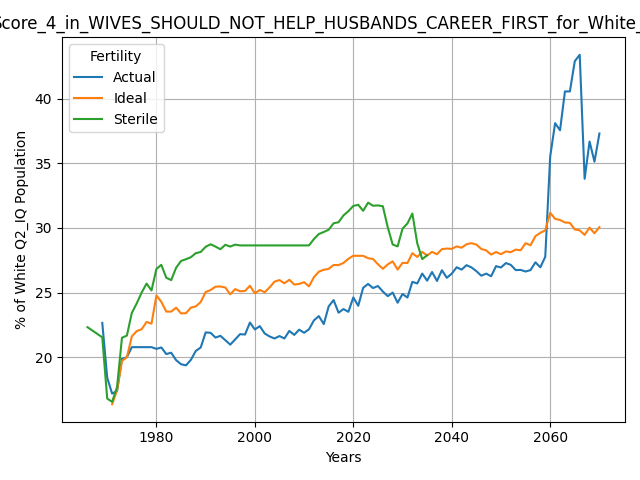 Score_4_in_WIVES_SHOULD_NOT_HELP_HUSBANDS_CAREER_FIRST_for_White_
Fertility
Actual
Ideal
Sterile
% of White Q2_IQ Population
40
35
30
25
20
1980 2000 2020 2040 2060
Years